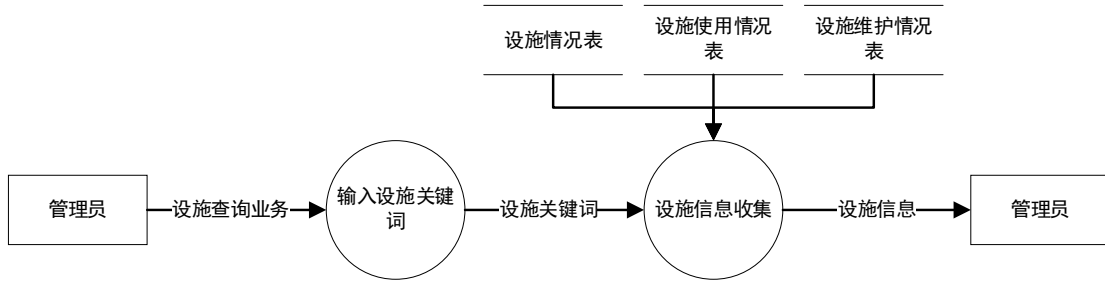 设施情况表
设施使用情况
表
设施维护情况
表
管理员
设施查询业务
输入设施关键
词
设施关键词
设施信息收集
设施信息
管理员